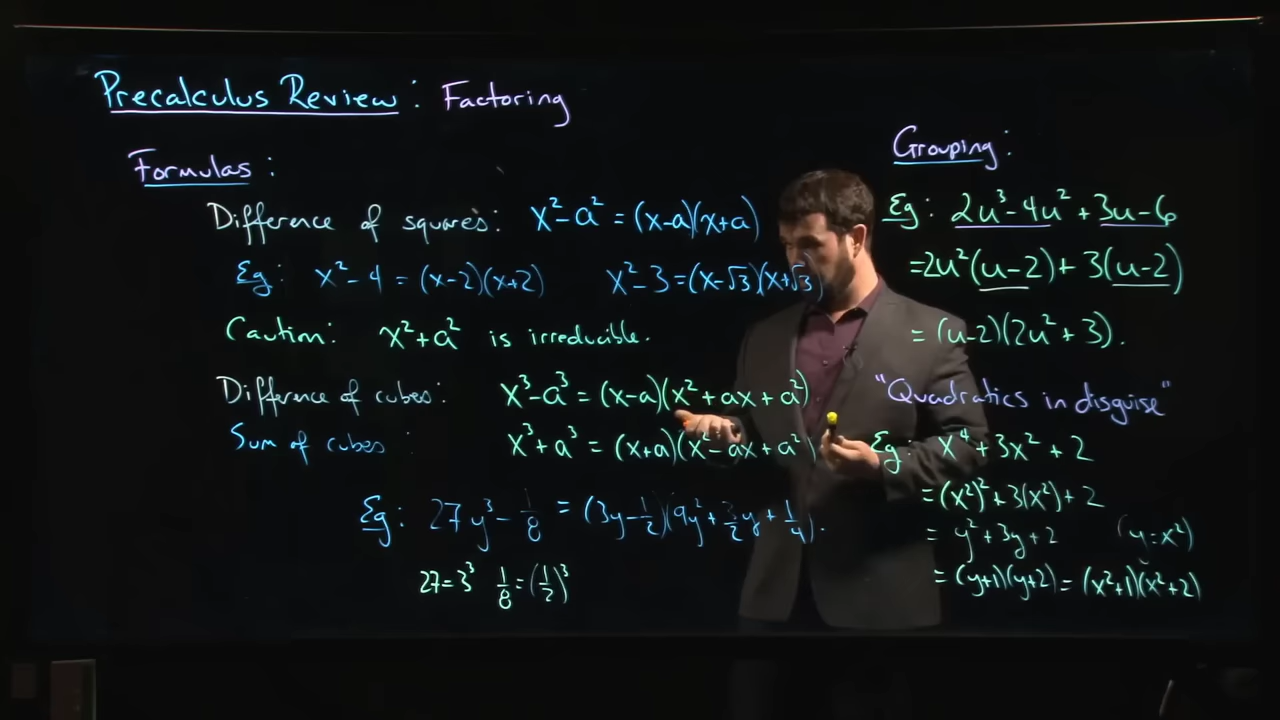 Precalculus Review: Factoring
Formulas:
Difference of squares: x²-a² = (x-a)(x+a)
Eg: x²-4 = (x-2)(x+2) x²-3 = (x-√3)(x+√3)
Caution: x²+a² is irreducible.
Difference of cubes: x³-a³ = (x-a)(x²+ax+a²)
Sum of cubes : x³+a³ = (x+a)(x²-ax+a²)
Eg: 27y³-1/8 = (3y-1/2)(9y²+3/2y+1/4).
27=3³ 1/8=(1/2)³
Grouping:
Eg: 2u³-4u²+3u-6
=2u²(u-2)+3(u-2)
= (u-2)(2u²+3).
"Quadratics in disguise"
Eg: x⁴+3x²+2
=(x²)²+3(x²)+2
= y²+3y+2 (y=x²)
= (y+1)(y+2) = (x²+1)(x²+2)